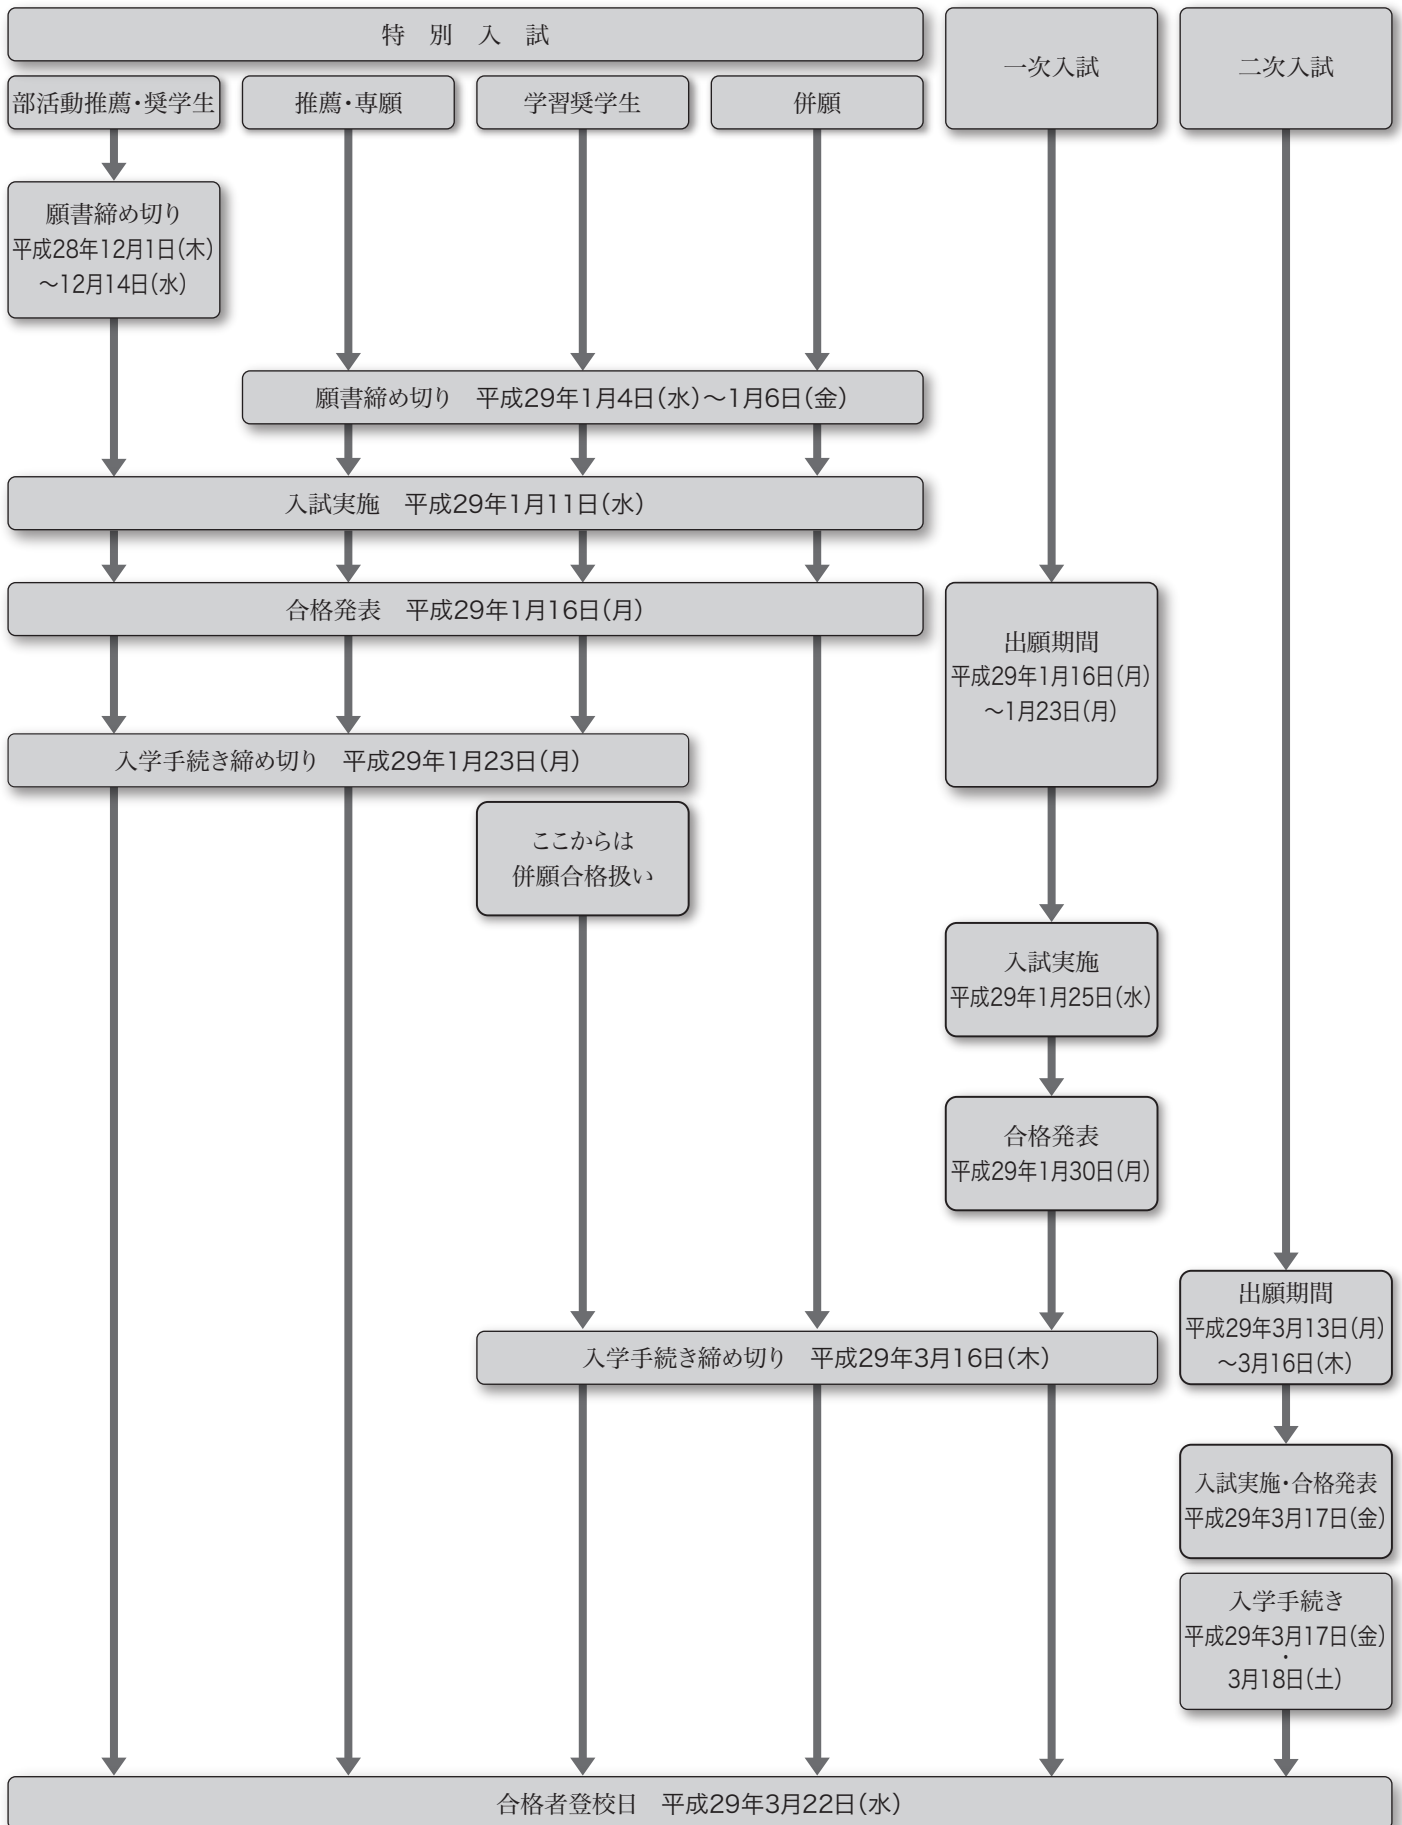 特別入試
一次入試
二次入試
部活動推薦・奨学生
推薦・専願
学習奨学生
併願
願書締め切り
平成28年12月1日(木)
～12月14日(水)
願書締め切り　平成29年1月4日(水)～1月6日(金)
入試実施　平成29年1月11日(水)
合格発表　平成29年1月16日(月)
出願期間
平成29年1月16日(月)
～1月23日(月)
入学手続き締め切り　平成29年1月23日(月)
ここからは
併願合格扱い
入試実施
平成29年1月25日(水)
合格発表
平成29年1月30日(月)
出願期間
平成29年3月13日(月)
～3月16日(木)
入学手続き締め切り　平成29年3月16日(木)
入試実施・合格発表
平成29年3月17日(金)
入学手続き
平成29年3月17日(金)
・
3月18日(土)
合格者登校日　平成29年3月22日(水)